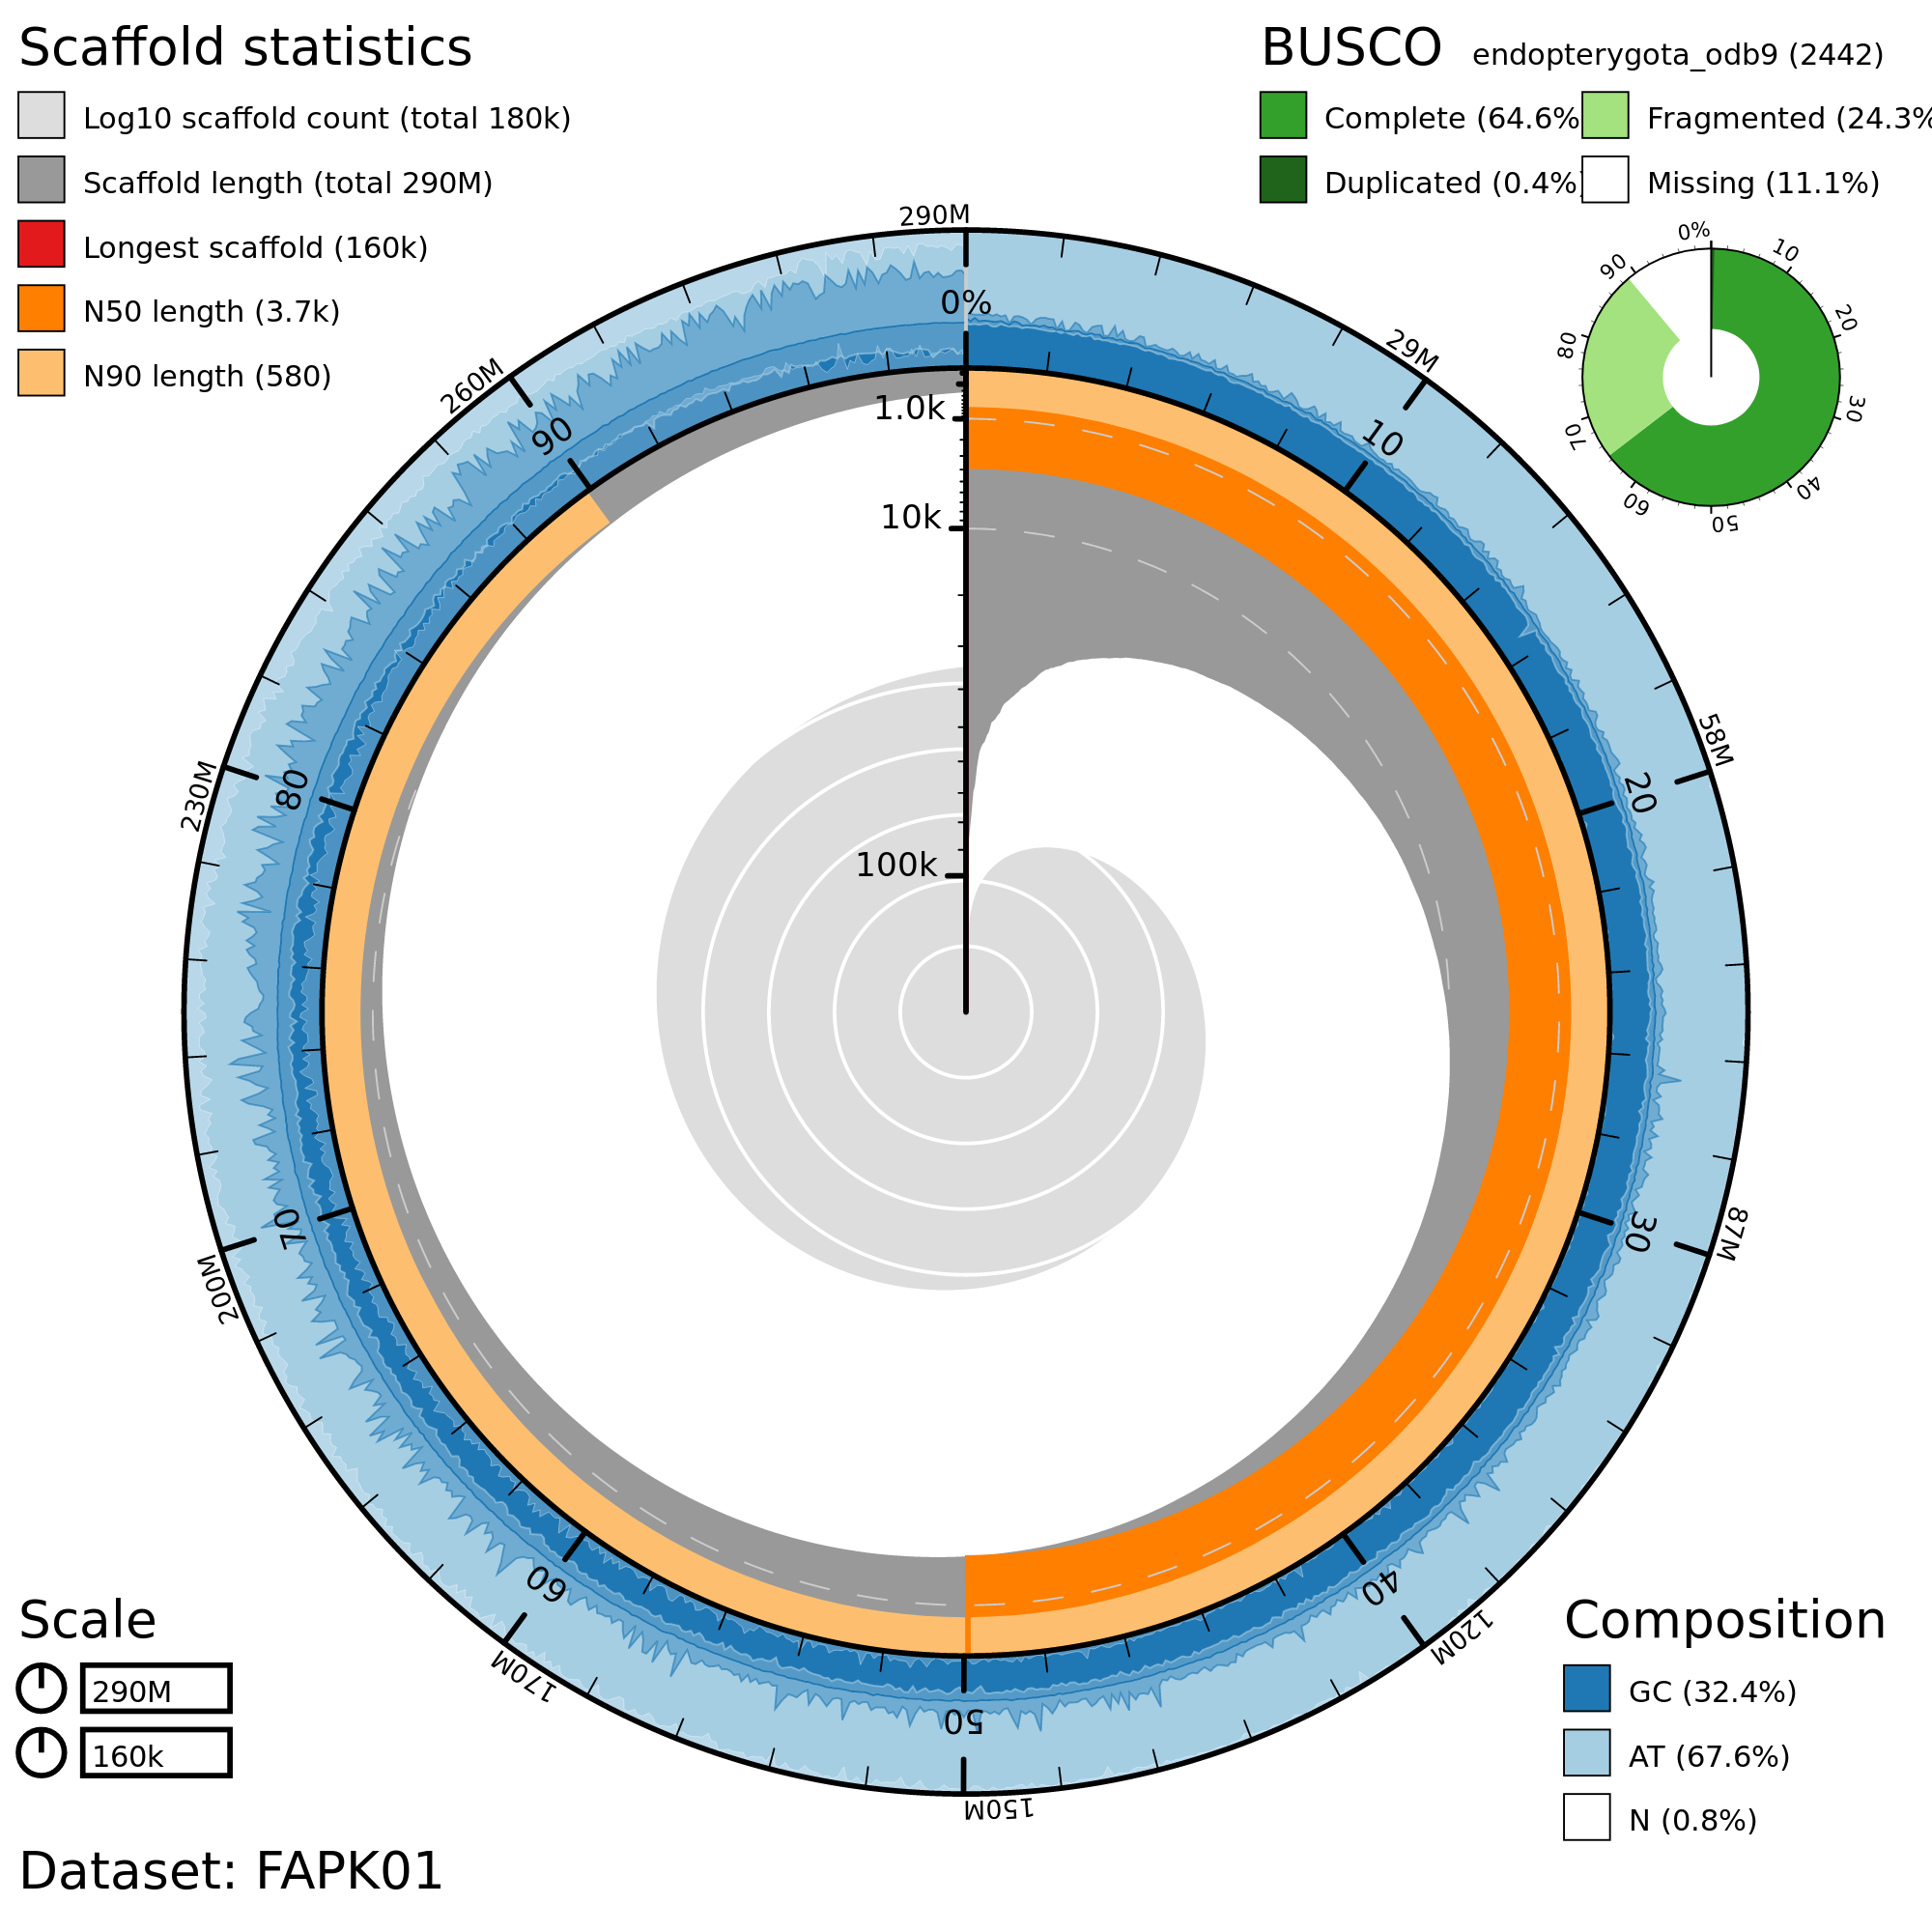 Scaffold statistics
Log10 scaffold count (total 180k)
Scaffold length (total 290M)
Longest scaffold (160k)
N50 length (3.7k)
N90 length (580)
BUSCO endopterygota_odb9 (2442)
Complete (64.6% Fragmented (24.3%
Duplicated (0.4%) Missing (11.1%)
0%
10
20
30
40
50
60
70
80
90
290M
29M
58M
87M
120M
150M
170M
200M
230M
260M
0%
10
20
30
40
50
60
70
80
90
1.0k
10k
100k
Scale
290M
160k
Composition
GC (32.4%)
AT (67.6%)
N (0.8%)
Dataset: FAPK01